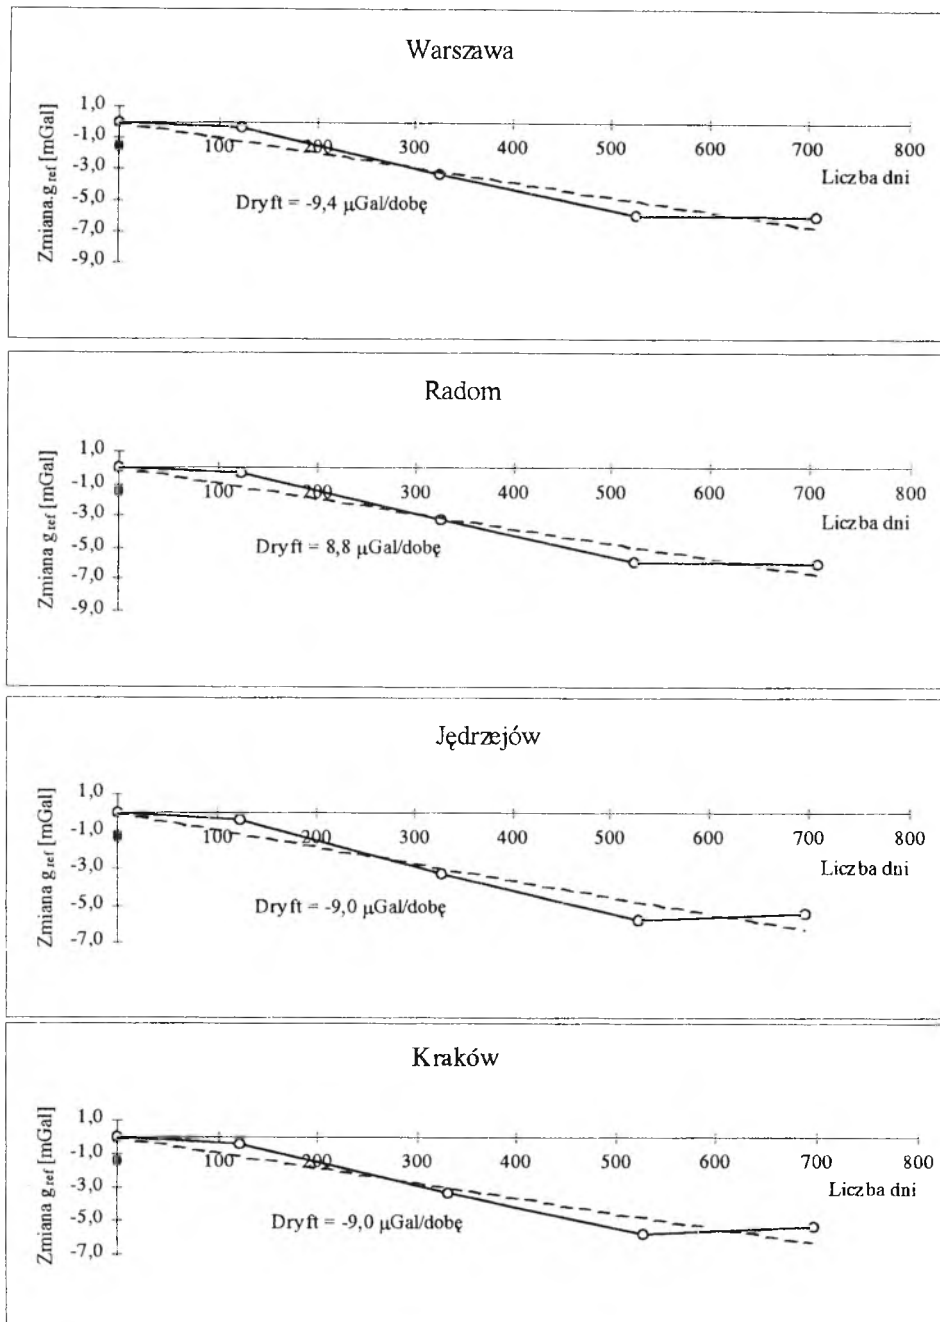 Warszawa
Zmiana.g ref [mGal]
1,0
-1,0
-3,0
-5,0
-7,0
-9,0
100 200 300 400 500 600 700 800
Liczba dni
Dryft = -9,4 μGal/dobę
Radom
Zmiana g ref [mGal]
1,0
-1,0
-3,0
-5,0
-7,0
-9,0
100 200 300 400 500 600 700 800
Liczba dni
Dryft = 8,8 μGal/dobę
Jędrzejów
Zmiana g ref [mGal]
1,0
-1,0
-3,0
-5,0
-7,0
100 200 300 400 500 600 700 800
Liczba dni
Dryft = -9,0 μGal/dobę
Kraków
Zmiana g ref [mGal]
1,0
-1,0
-3,0
-5,0
-7,0
100 200 300 400 500 600 700 800
Liczba dni
Dryft = -9,0 μGal/dobę